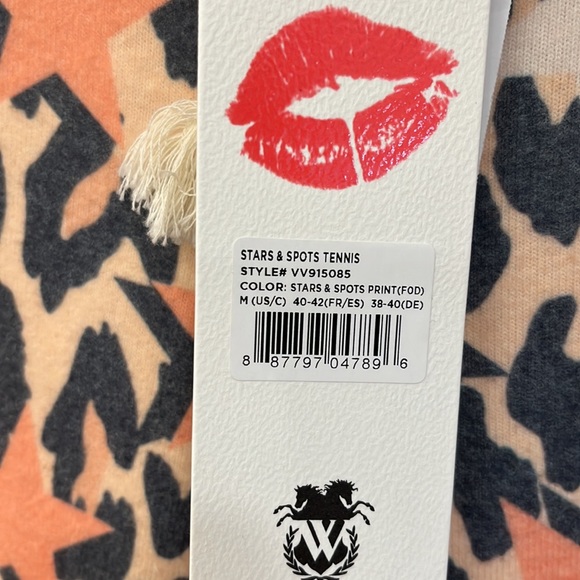 STARS & SPOTS TENNIS
STYLE# VV915085
COLOR: STARS & SPOTS PRINT(FOD)
M (US/C) 40-42(FR/ES) 38-40(DE)
8 87797 04789 6
W